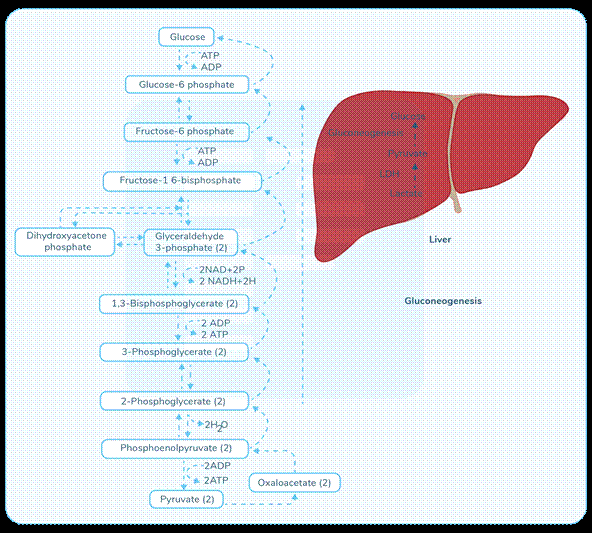 Glucose
ATP
ADP
Glucose-6 phosphate
Fructose-6 phosphate
ATP
ADP
Fructose-1 6-bisphosphate
Dihydroxyacetone
phosphate
Glyceraldehyde
3-phosphate (2)
2NAD+2P
2 NADH+2H
1,3-Bisphosphoglycerate (2)
2 ADP
2 ATP
3-Phosphoglycerate (2)
2-Phosphoglycerate (2)
2H2O
Phosphoenolpyruvate (2)
2ADP
2ATP
Oxaloacetate (2)
Pyruvate (2)
Glucose
Gluconeogenesis
Pyruvate
LDH
Lactate
Liver
Gluconeogenesis